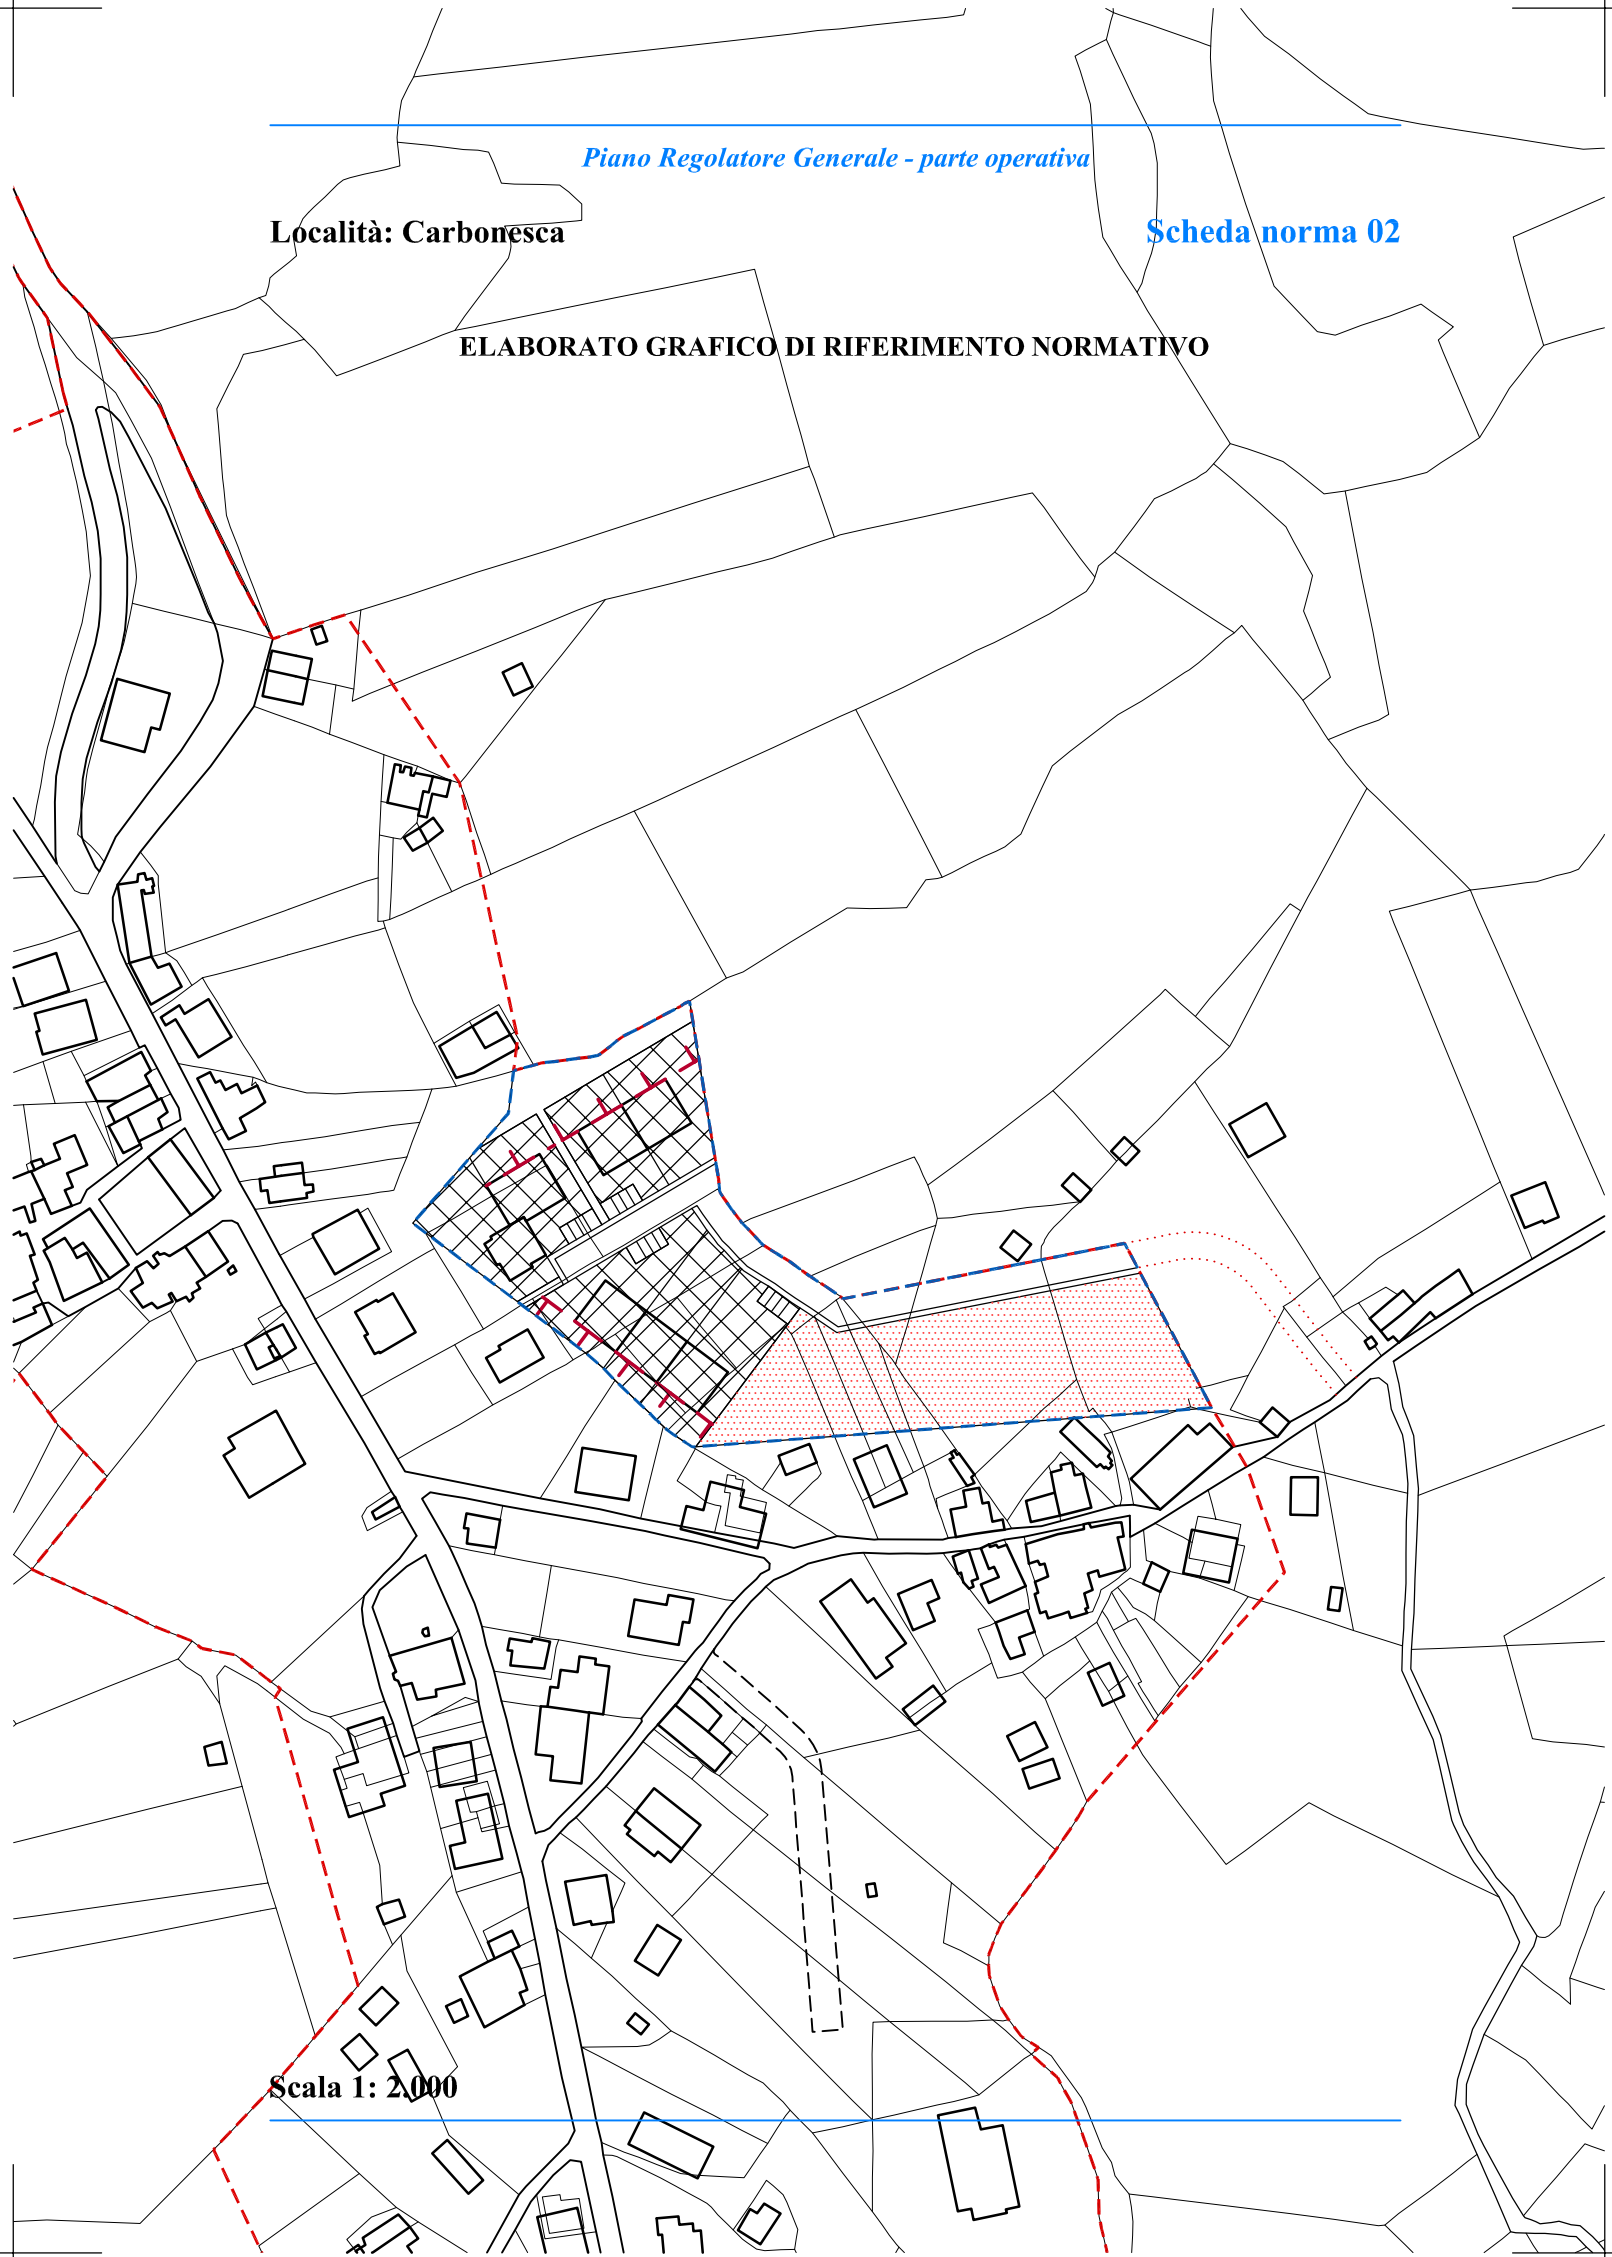 Piano Regolatore Generale - parte operativa
Località: Carbonesca
Scheda norma 02
ELABORATO GRAFICO DI RIFERIMENTO NORMATIVO
Scala 1: 2.000